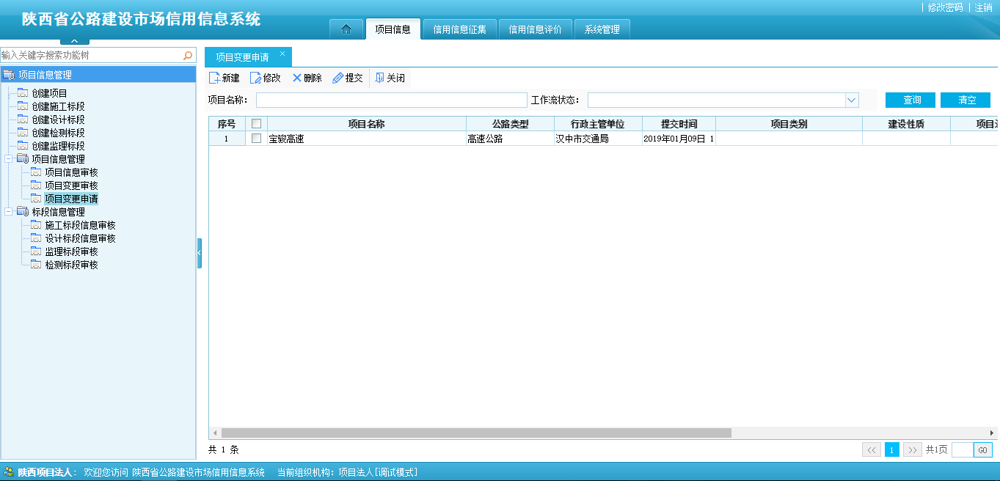 修改密码 | 注销
陕西省公路建设市场信用信息系统
项目信息 信用信息征集 信用信息评价 系统管理
输入关键字搜索功能树
项目信息管理
创建项目
创建施工标段
创建设计标段
创建检测标段
创建监理标段
项目信息管理
项目信息审核
项目变更审核
项目变更申请
标段信息管理
施工标段信息审核
设计标段信息审核
监理标段审核
检测标段审核
项目变更申请 ×
新建 修改 删除 提交 关闭
项目名称: 工作流状态: 查询 清空
序号 项目名称 公路类型 行政主管单位 提交时间 项目类别 建设性质 项目
1 宝骏高速 高速公路 汉中市交通局 2019年01月09日 1
共 1 条 << 1 >> 共1页 GO
陕西项目法人: 欢迎您访问 陕西省公路建设市场信用信息系统 当前组织机构: 项目法人[调试模式]